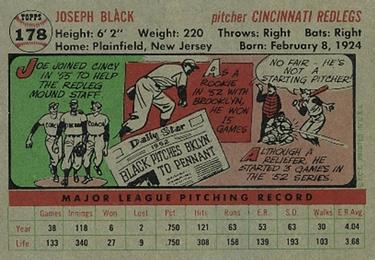 TOPPS
178
JOSEPH BLACK
pitcher CINCINNATI REDLEGS
Height: 6' 2" Weight: 220 Throws: Right Bats: Right
Home: Plainfield, New Jersey Born: February 8, 1924
JOE JOINED CINCY
IN '55 TO HELP
THE REDLEG
MOUND STAFF
COACH
COACH
AS A
ROOKIE
IN '52 WITH
BROOKLYN,
HE WON
15
GAMES
Daily Star
1952
BLACK PITCHES BKLYN
TO PENNANT
NO FAIR - HE'S
NOT A
STARTING PITCHER!
ALTHOUGH A
RELIEFER, HE
STARTED 3 GAMES IN
THE '52 SERIES.
MAJOR LEAGUE PITCHING RECORD
Games Innings Won Lost Pct. Hits Runs E.R. S.O. Walks E.R Avg.
Year 38 118 6 2 .750 121 63 53 63 30 4.04
Life 133 340 27 9 .750 308 158 139 193 103 3.68